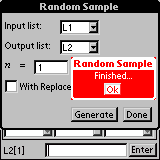 Random Sample
Input list: L1
Output list: L2
n = 1
Random Sample
Finished...
Ok
With Replace
Generate Done
L2[1] Enter